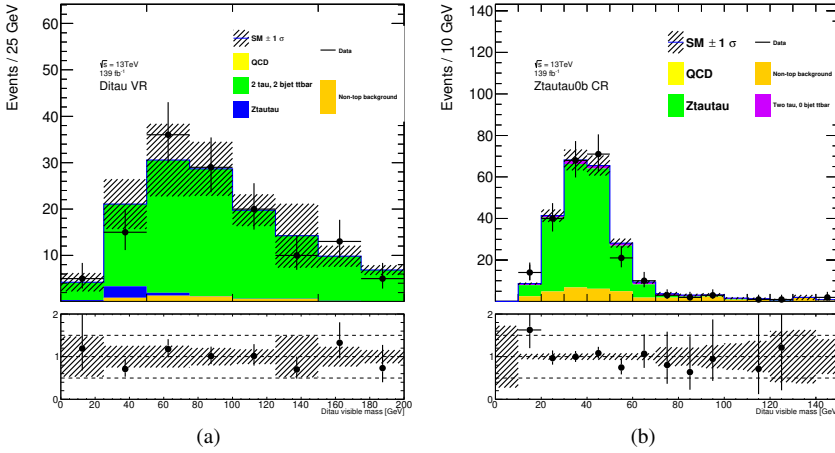 Events / 25 GeV
60
50
40
30
20
10
√s = 13TeV
139 fb⁻¹
Ditau VR
SM ± 1 σ
Data
QCD
2 tau, 2 bjet ttbar
Non-top background
Ztautau
2
1
0
0 20 40 60 80 100 120 140 160 180 200
Ditau visible mass [GeV]
(a)
Events / 10 GeV
140
120
100
80
60
40
20
√s = 13TeV
139 fb⁻¹
Ztautau0b CR
SM ± 1 σ
Data
QCD
Non-top background
Ztautau
Two tau, 0 bjet ttbar
2
1
0
0 20 40 60 80 100 120 140
Ditau visible mass [GeV]
(b)